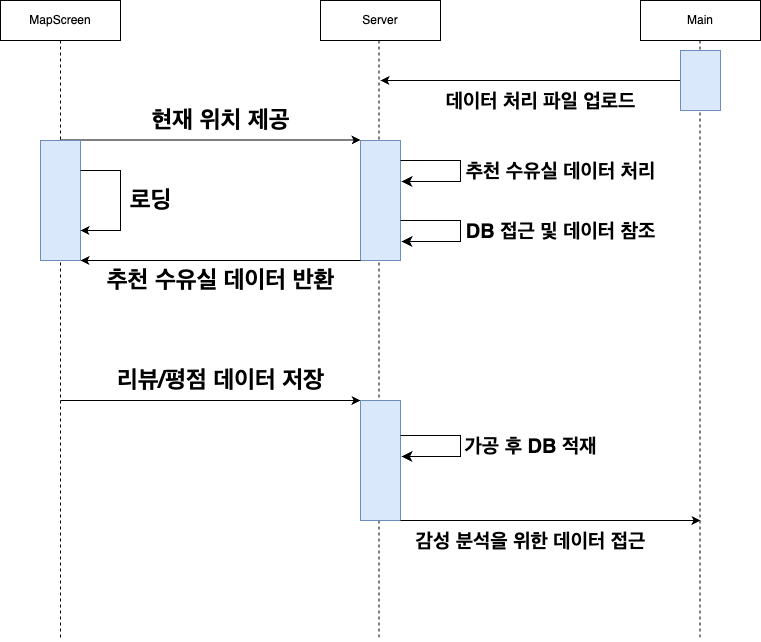 MapScreen
Server
Main
데이터 처리 파일 업로드
현재 위치 제공
추천 수유실 데이터 처리
로딩
DB 접근 및 데이터 참조
추천 수유실 데이터 반환
리뷰/평점 데이터 저장
가공 후 DB 적재
감성 분석을 위한 데이터 접근